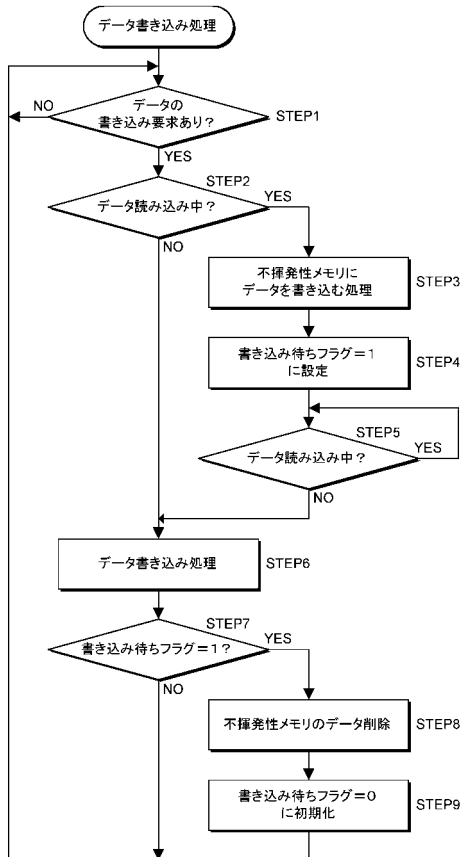 データ書き込み処理
データの
書き込み要求あり？
NO
STEP1
YES
STEP2
データ読み込み中？
YES
NO
不揮発性メモリに
データを書き込む処理
STEP3
書き込み待ちフラグ＝1
に設定
STEP4
STEP5
データ読み込み中？
YES
NO
データ書き込み処理
STEP6
STEP7
書き込み待ちフラグ＝1？
YES
NO
不揮発性メモリのデータ削除
STEP8
書き込み待ちフラグ＝0
に初期化
STEP9